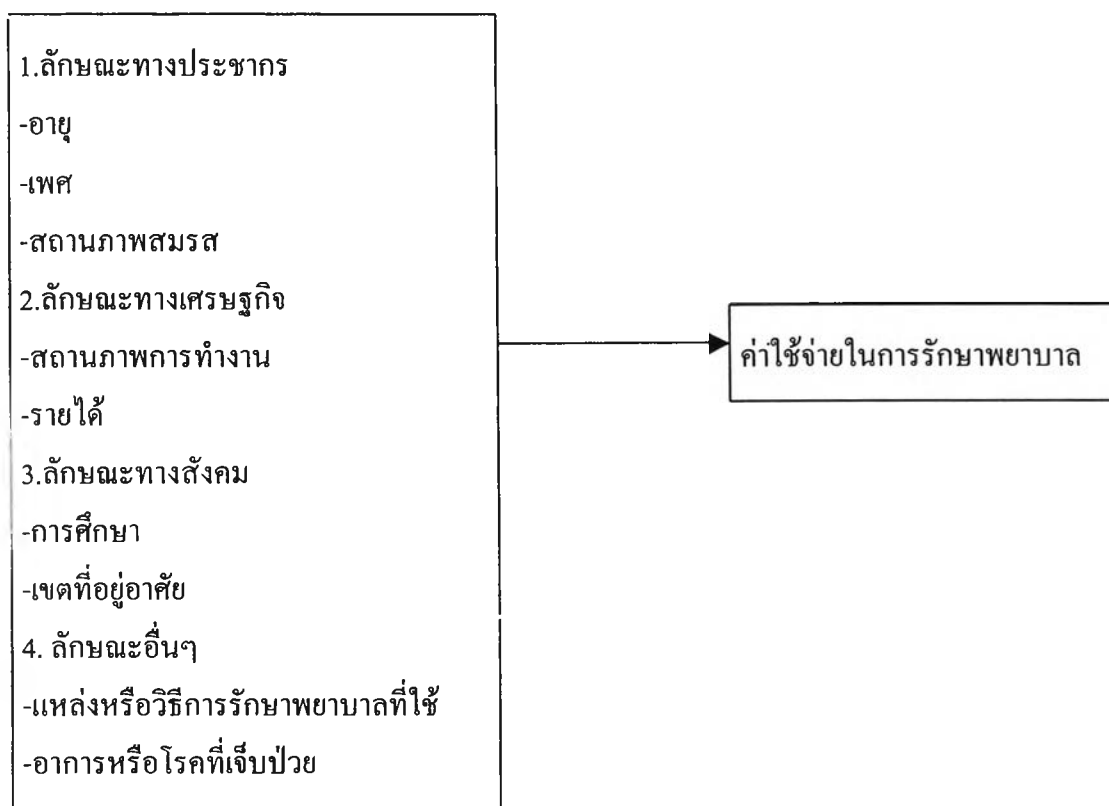 1.ลักษณะทางประชากร
-อายุ
-เพศ
-สถานภาพสมรส
2.ลักษณะทางเศรษฐกิจ
-สถานภาพการทำงาน
-รายได้
3.ลักษณะทางสังคม
-การศึกษา
-เขตที่อยู่อาศัย
4. ลักษณะอื่นๆ
-แหล่งหรือวิธีการรักษาพยาบาลที่ใช้
-อาการหรือโรคที่เจ็บป่วย
ค่าใช้จ่ายในการรักษาพยาบาล